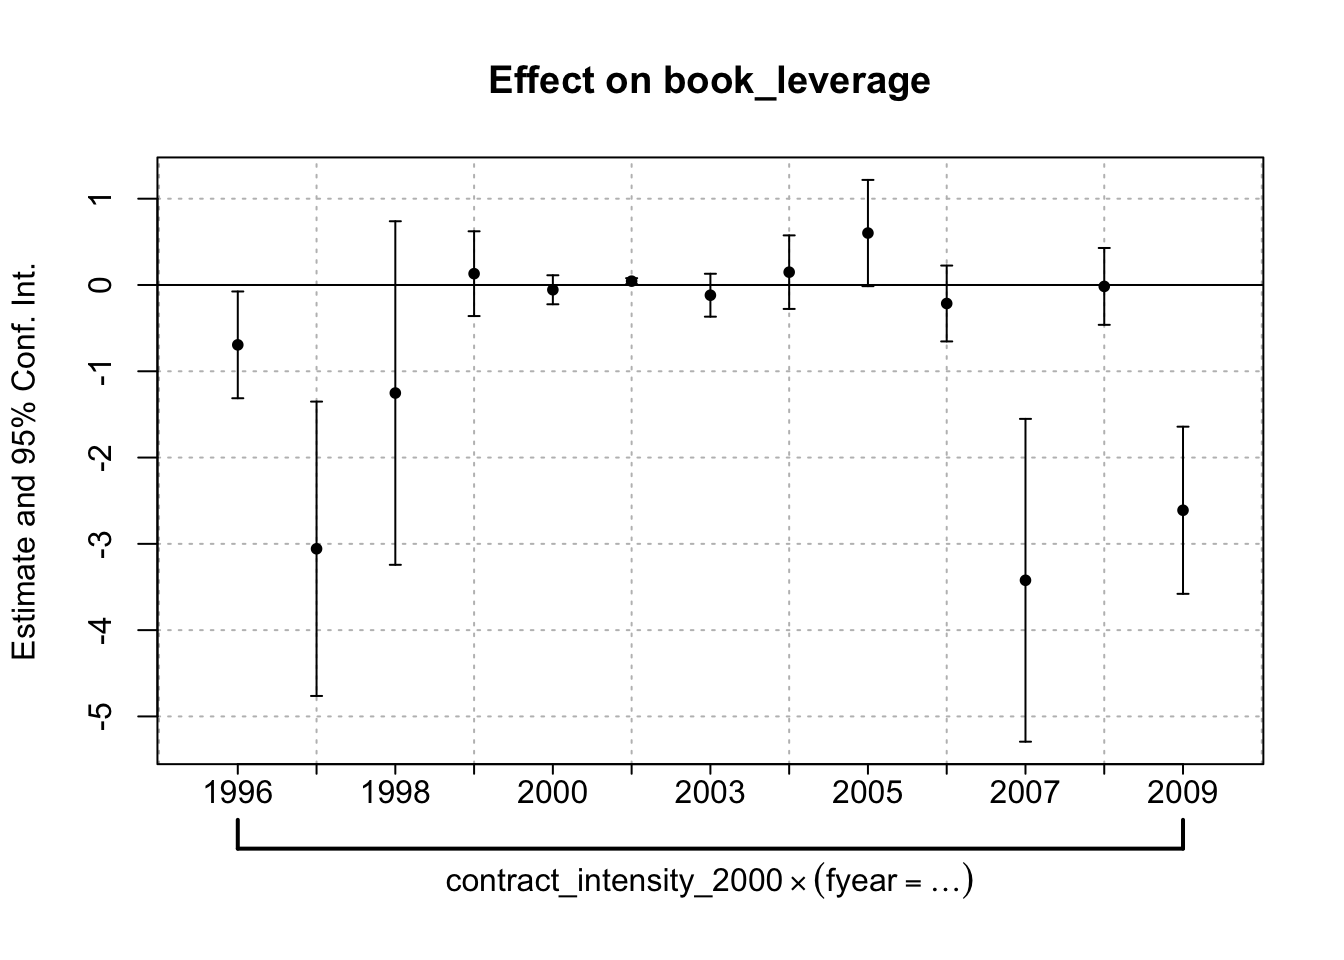 Effect on book_leverage
Estimate and 95% Conf. Int.
1
0
-1
-2
-3
-4
-5
1996 1998 2000 2003 2005 2007 2009
contract_intensity_2000 × (fyear = …)